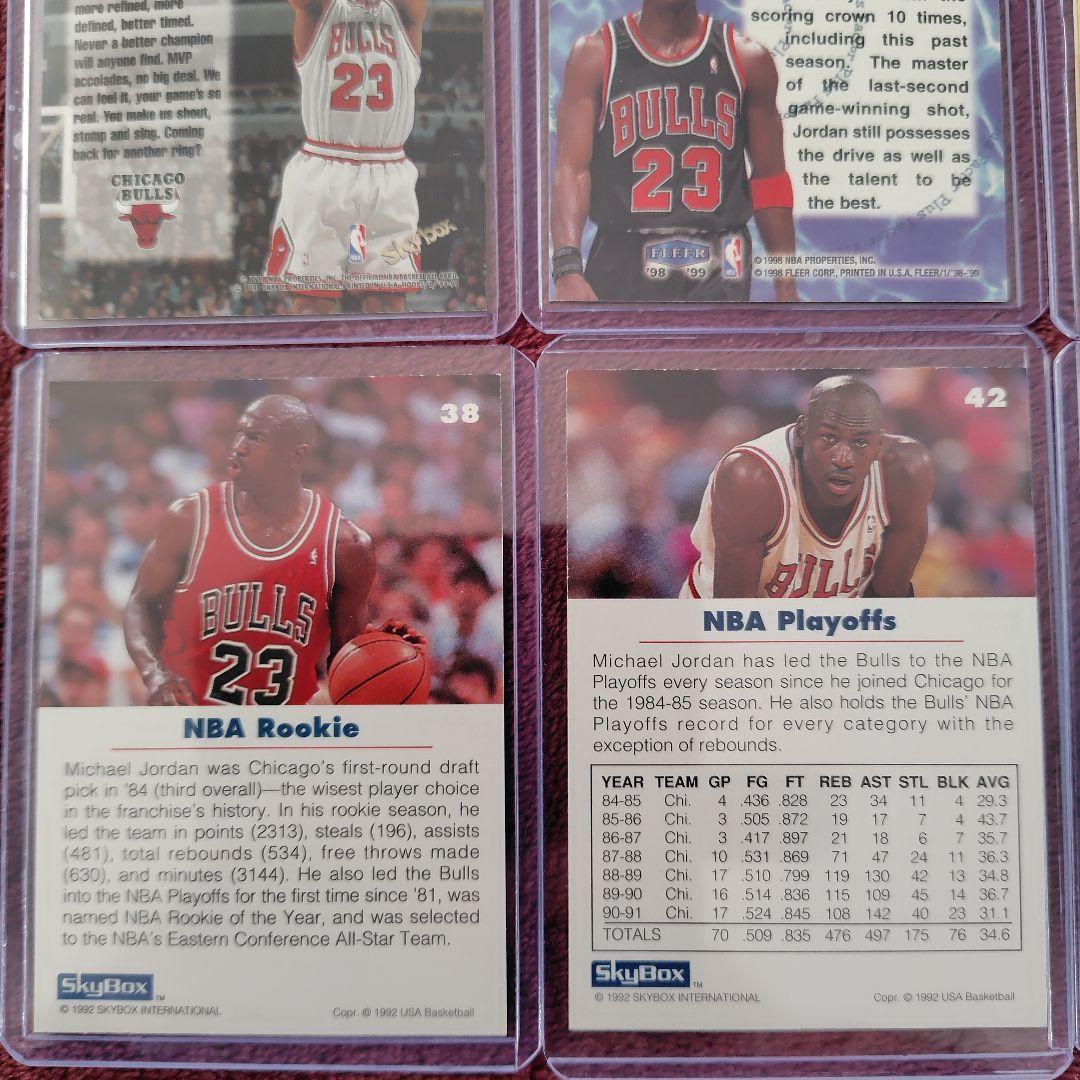 more refined, more
defined, better timed.
Never a better champion
will anyone find. MVP
accolades, no big deal. We
can feel it, your game's so
real. You make us shout,
stomp and sing. Coming
back for another ring?
CHICAGO
BULLS
BULLS
23
SkyBox
scoring crown 10 times,
including this past
season. The master
of the last-second
game-winning shot,
Jordan still possesses
the drive as well as
the talent to be
the best.
BULLS
23
FLEER
'98 '99
© 1998 NBA PROPERTIES, INC.
© 1998 FLEER CORP., PRINTED IN U.S.A. FLEER/1/'98-'99
38
BULLS
23
NBA Rookie
Michael Jordan was Chicago's first-round draft
pick in '84 (third overall)—the wisest player choice
in the franchise's history. In his rookie season, he
led the team in points (2313), steals (196), assists
(481), total rebounds (534), free throws made
(630), and minutes (3144). He also led the Bulls
into the NBA Playoffs for the first time since '81, was
named NBA Rookie of the Year, and was selected
to the NBA's Eastern Conference All-Star Team.
SkyBox TM
© 1992 SKYBOX INTERNATIONAL Copr. © 1992 USA Basketball
42
BULLS
NBA Playoffs
Michael Jordan has led the Bulls to the NBA
Playoffs every season since he joined Chicago for
the 1984-85 season. He also holds the Bulls' NBA
Playoffs record for every category with the
exception of rebounds.
YEAR TEAM GP FG FT REB AST STL BLK AVG
84-85 Chi. 4 .436 .828 23 34 11 4 29.3
85-86 Chi. 3 .505 .872 19 17 7 4 43.7
86-87 Chi. 3 .417 .897 21 18 6 7 35.7
87-88 Chi. 10 .531 .869 71 47 24 11 36.3
88-89 Chi. 17 .510 .799 119 130 42 13 34.8
89-90 Chi. 16 .514 .836 115 109 45 14 36.7
90-91 Chi. 17 .524 .845 108 142 40 23 31.1
TOTALS 70 .509 .835 476 497 175 76 34.6
SkyBox TM
© 1992 SKYBOX INTERNATIONAL Copr. © 1992 USA Basketball